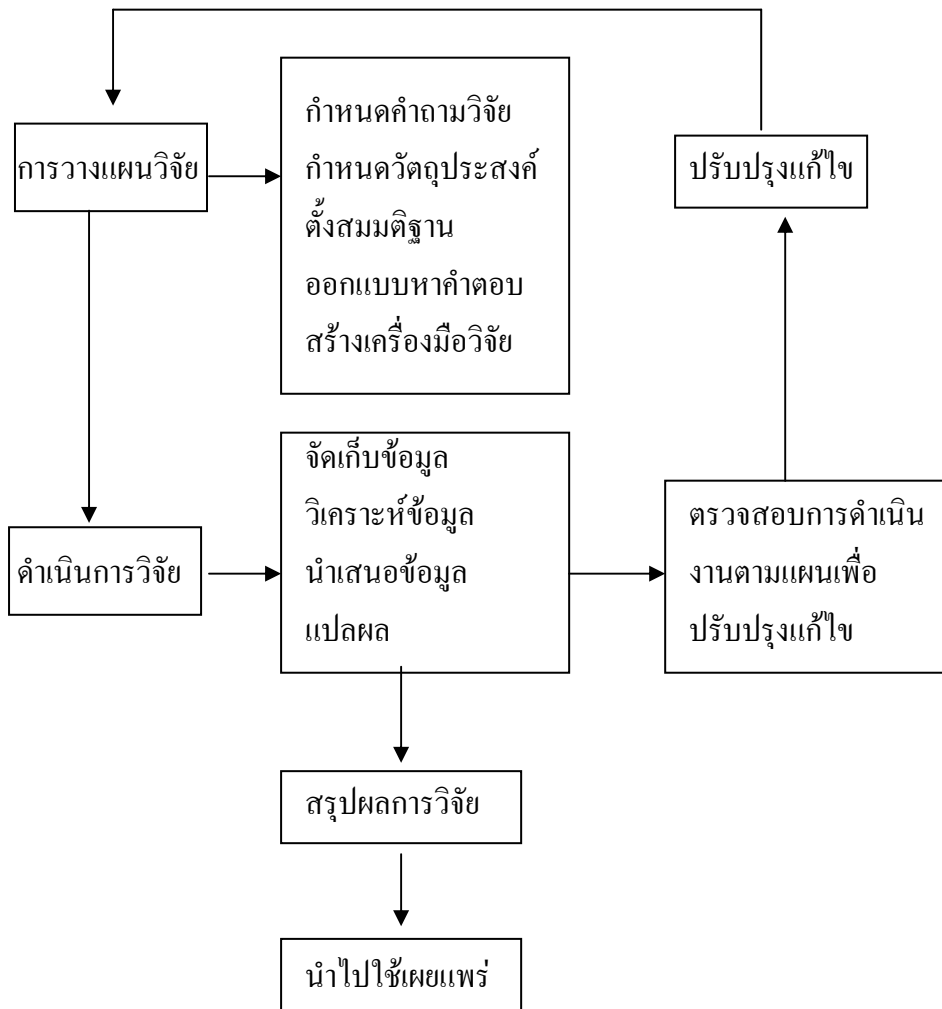 การวางแผนวิจัย
กำหนดคำถามวิจัย
กำหนดวัตถุประสงค์
ตั้งสมมติฐาน
ออกแบบหาคำตอบ
สร้างเครื่องมือวิจัย
ปรับปรุงแก้ไข
ดำเนินการวิจัย
จัดเก็บข้อมูล
วิเคราะห์ข้อมูล
นำเสนอข้อมูล
แปลผล
ตรวจสอบการดำเนิน
งานตามแผนเพื่อ
ปรับปรุงแก้ไข
สรุปผลการวิจัย
นำไปใช้เผยแพร่